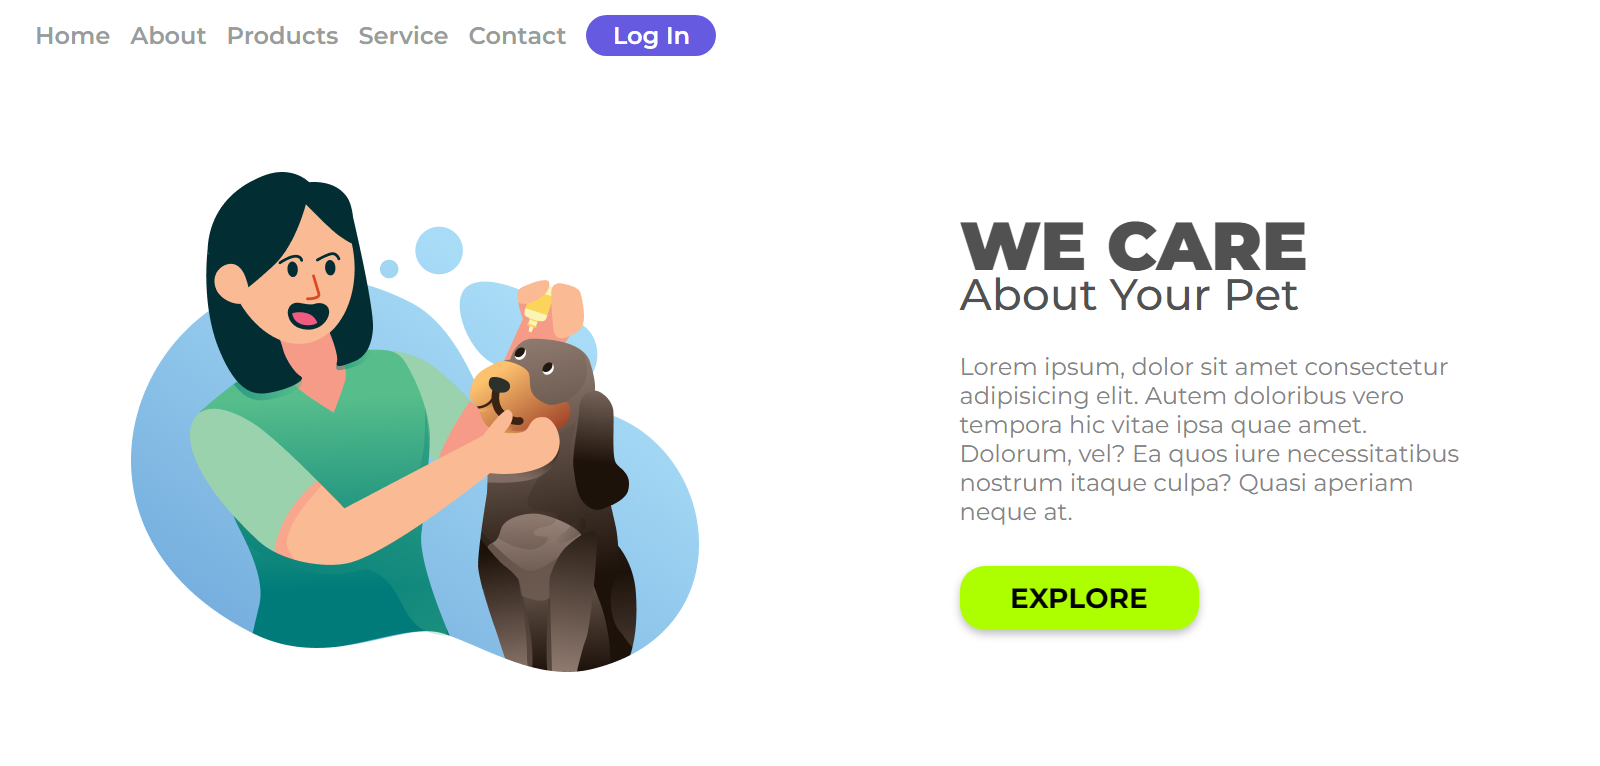 Home About Products Service Contact Log In
WE CARE
About Your Pet
Lorem ipsum, dolor sit amet consectetur
adipisicing elit. Autem doloribus vero
tempora hic vitae ipsa quae amet.
Dolorum, vel? Ea quos iure necessitatibus
nostrum itaque culpa? Quasi aperiam
neque at.
EXPLORE